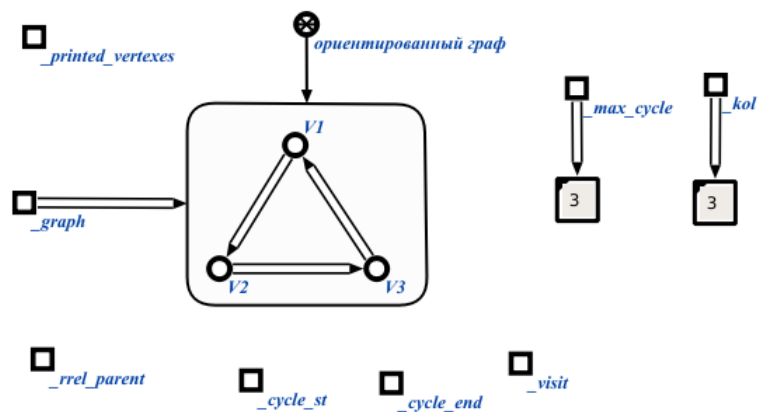 _printed_vertexes
ориентированный граф
_max_cycle
_kol
V1
3
3
_graph
V2
V3
_rrel_parent
_cycle_st
_cycle_end
_visit